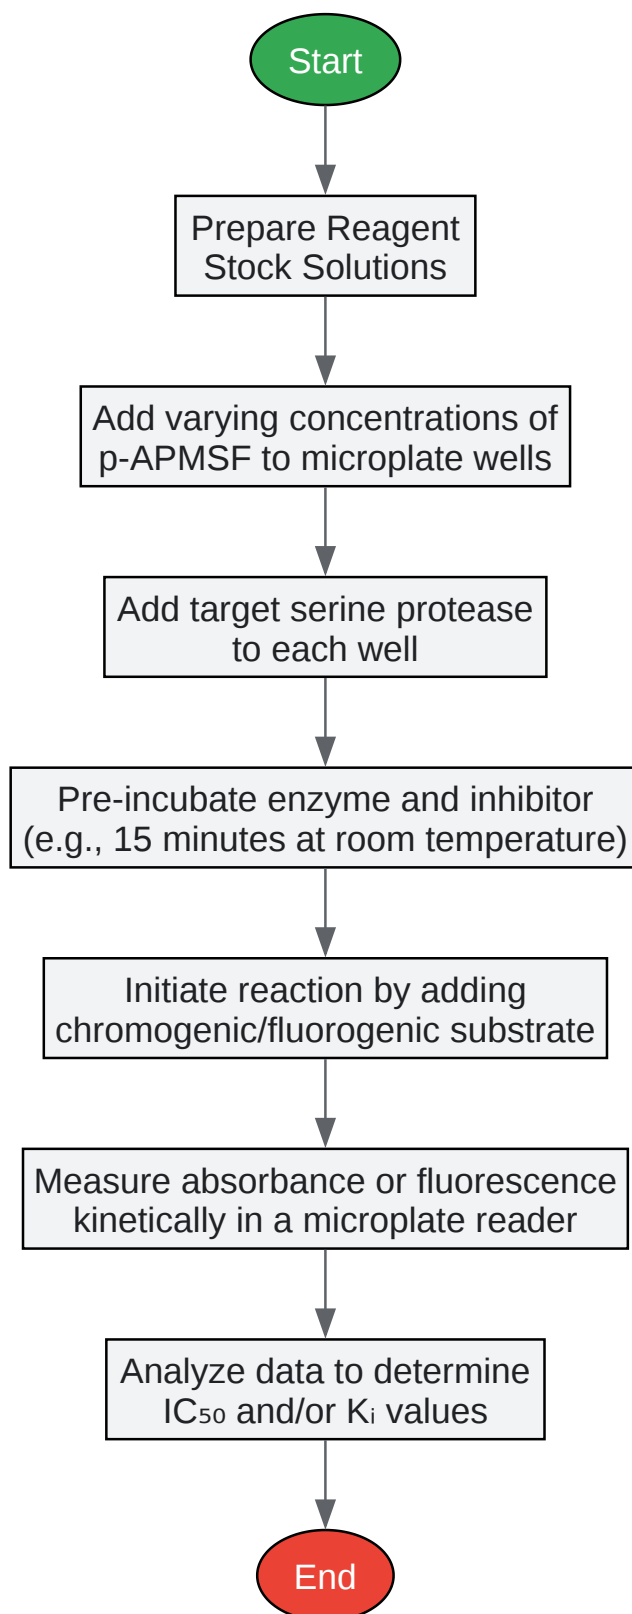 Start
Prepare Reagent
Stock Solutions
Add varying concentrations of
p-APMSF to microplate wells
Add target serine protease
to each well
Pre-incubate enzyme and inhibitor
(e.g., 15 minutes at room temperature)
Initiate reaction by adding
chromogenic/fluorogenic substrate
Measure absorbance or fluorescence
kinetically in a microplate reader
Analyze data to determine
IC₅₀ and/or Kᵢ values
End